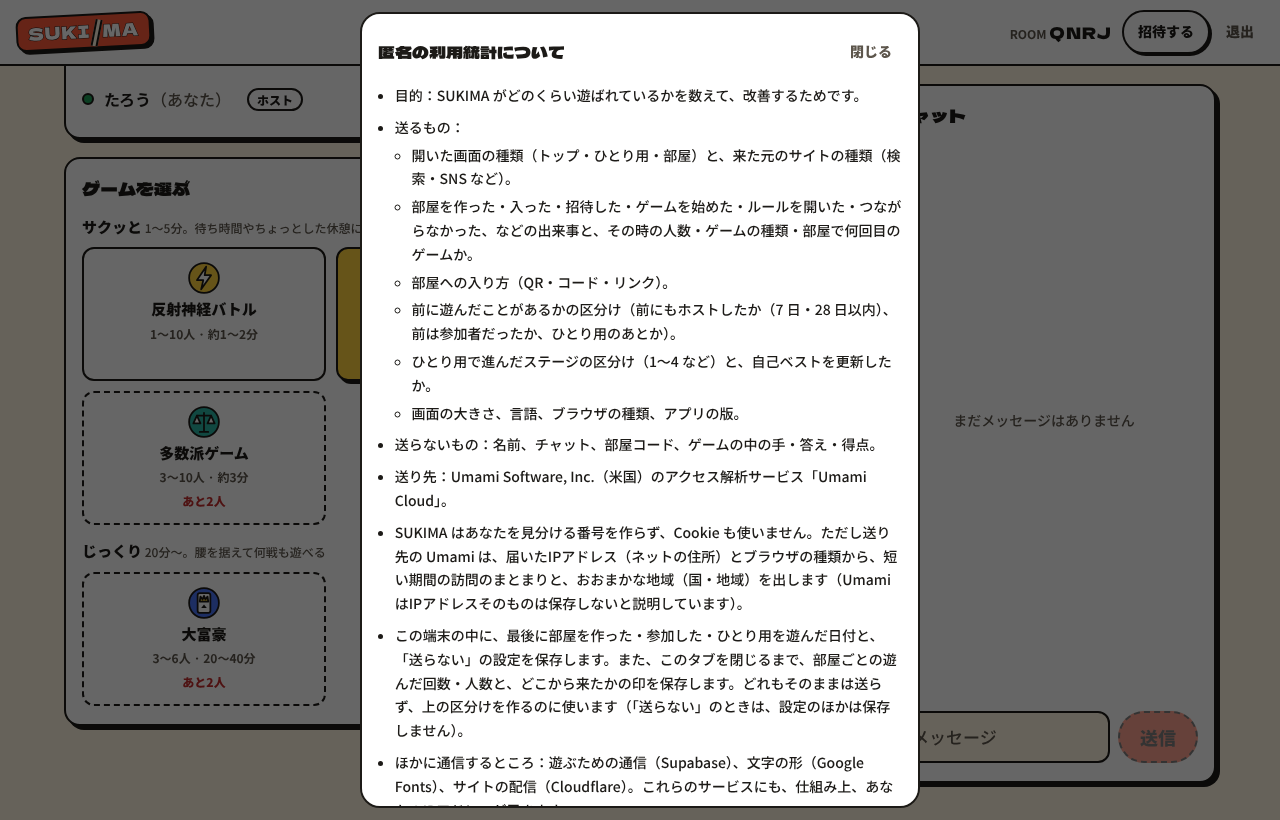 SUKI/MA
ROOM QNRJ
招待する
退出
匿名の利用統計について
閉じる
たろう（あなた）
ホスト
ャット
ゲームを選ぶ
サクッと 1〜5分。待ち時間やちょっとした休憩に
反射神経バトル
1〜10人 · 約1〜2分
多数派ゲーム
3〜10人 · 約3分
あと2人
じっくり 20分〜。腰を据えて何戦も遊べる
大富豪
3〜6人 · 20〜40分
あと2人
目的：SUKIMA がどのくらい遊ばれているかを数えて、改善するためです。
送るもの：
開いた画面の種類（トップ・ひとり用・部屋）と、来た元のサイトの種類（検
索・SNS など）。
部屋を作った・入った・招待した・ゲームを始めた・ルールを開いた・つなが
らなかった、などの出来事と、その時の人数・ゲームの種類・部屋で何回目の
ゲームか。
部屋への入り方（QR・コード・リンク）。
前に遊んだことがあるかの区分け（前にもホストしたか（7 日・28 日以内）、
前は参加者だったか、ひとり用のあとか）。
ひとり用で進んだステージの区分け（1〜4 など）と、自己ベストを更新した
か。
画面の大きさ、言語、ブラウザの種類、アプリの版。
送らないもの：名前、チャット、部屋コード、ゲームの中の手・答え・得点。
送り先：Umami Software, Inc.（米国）のアクセス解析サービス「Umami
Cloud」。
SUKIMA はあなたを見分ける番号を作らず、Cookie も使いません。ただし送り
先の Umami は、届いたIPアドレス（ネットの住所）とブラウザの種類から、短
い期間の訪問のまとまりと、おおまかな地域（国・地域）を出します（Umami
はIPアドレスそのものは保存しないと説明しています）。
この端末の中に、最後に部屋を作った・参加した・ひとり用を遊んだ日付と、
「送らない」の設定を保存します。また、このタブを閉じるまで、部屋ごとの遊
んだ回数・人数と、どこから来たかの印を保存します。どれもそのままは送ら
ず、上の区分けを作るのに使います（「送らない」のときは、設定のほかは保存
しません）。
ほかに通信するところ：遊ぶための通信（Supabase）、文字の形（Google
Fonts）、サイトの配信（Cloudflare）。これらのサービスにも、仕組み上、あな
まだメッセージはありません
メッセージ
送信